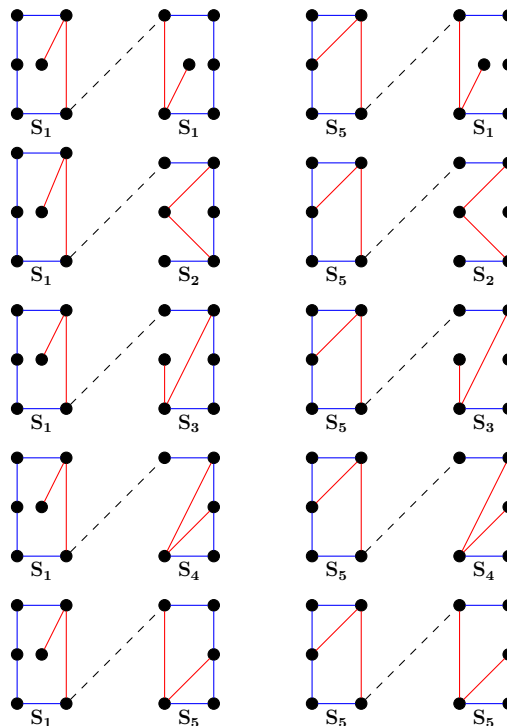 S₁ S₁ S₅ S₁
S₁ S₂ S₅ S₂
S₁ S₃ S₅ S₃
S₁ S₄ S₅ S₄
S₁ S₅ S₅ S₅